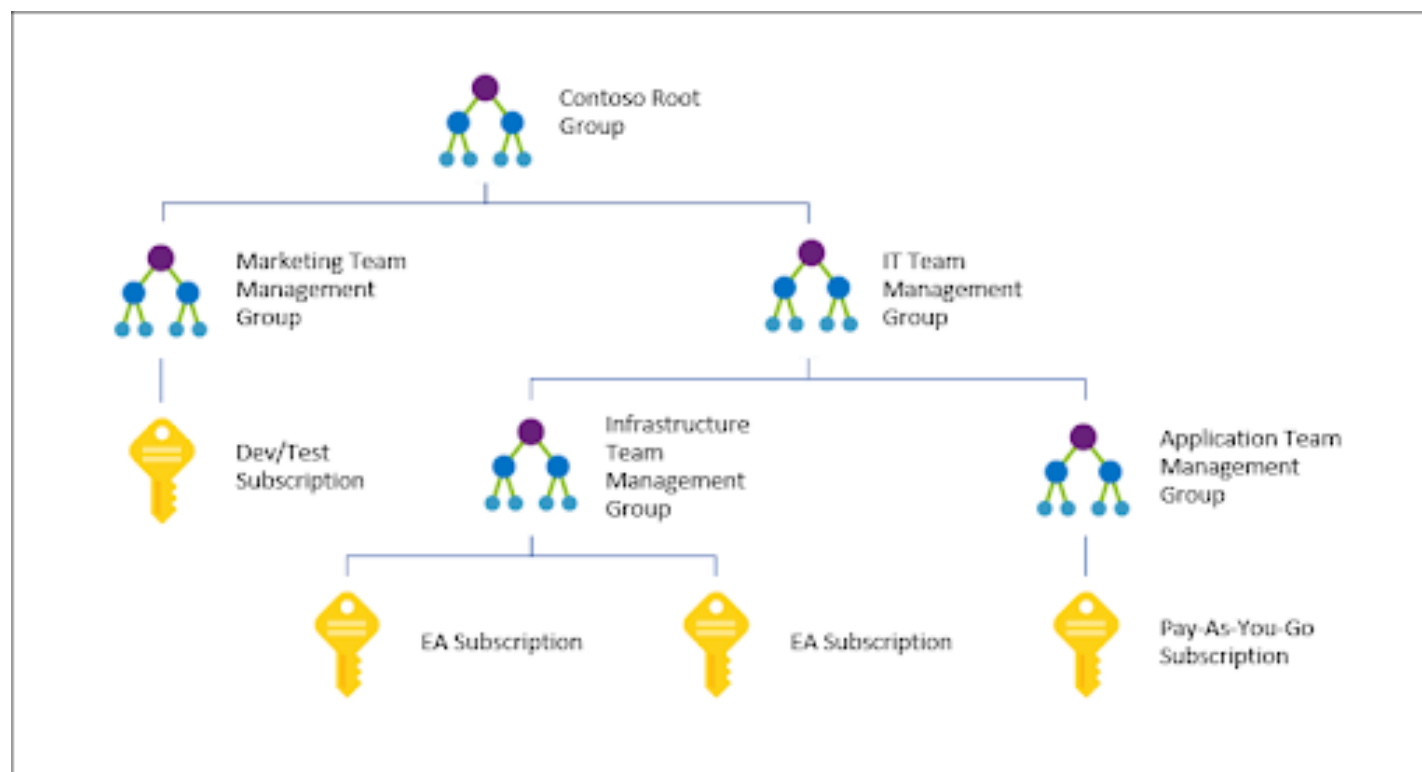 Contoso Root
Group
Marketing Team
Management
Group
IT Team
Management
Group
Dev/Test
Subscription
Infrastructure
Team
Management
Group
Application Team
Management
Group
EA Subscription
EA Subscription
Pay-As-You-Go
Subscription